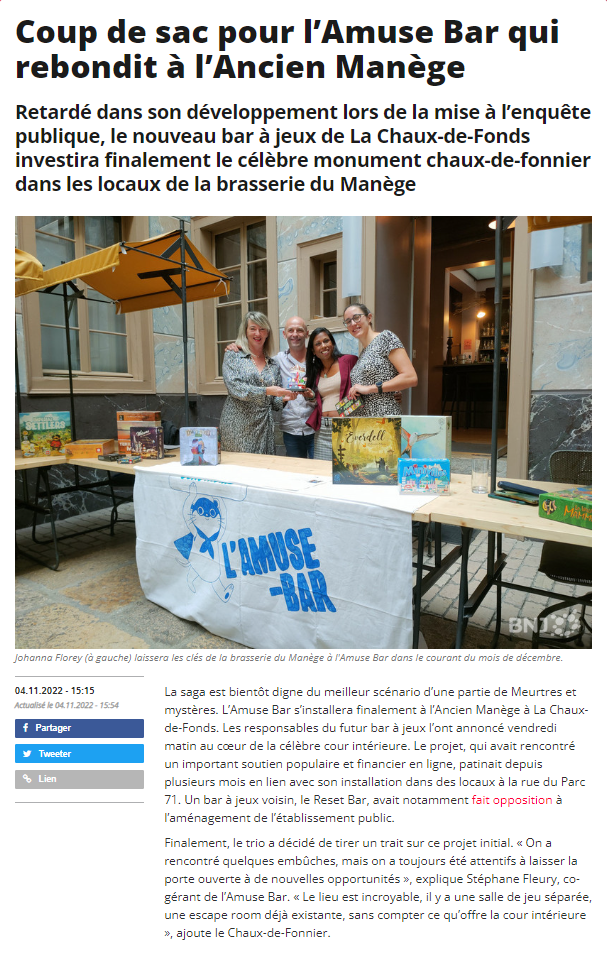 Coup de sac pour l’Amuse Bar qui
rebondit à l’Ancien Manège
Retardé dans son développement lors de la mise à l’enquête
publique, le nouveau bar à jeux de La Chaux-de-Fonds
investira finalement le célèbre monument chaux-de-fonnier
dans les locaux de la brasserie du Manège
SETTLERS
Everdell
L'AMUSE
-BAR
BNJ
Johanna Florey (à gauche) laissera les clés de la brasserie du Manège à l'Amuse Bar dans le courant du mois de décembre.
04.11.2022 - 15:15
Actualisé le 04.11.2022 - 15:54
Partager
Tweeter
Lien
La saga est bientôt digne du meilleur scénario d’une partie de Meurtres et
mystères. L’Amuse Bar s’installera finalement à l’Ancien Manège à La Chaux-
de-Fonds. Les responsables du futur bar à jeux l’ont annoncé vendredi
matin au cœur de la célèbre cour intérieure. Le projet, qui avait rencontré
un important soutien populaire et financier en ligne, patinait depuis
plusieurs mois en lien avec son installation dans des locaux à la rue du Parc
71. Un bar à jeux voisin, le Reset Bar, avait notamment fait opposition à
l’aménagement de l’établissement public.
Finalement, le trio a décidé de tirer un trait sur ce projet initial. « On a
rencontré quelques embûches, mais on a toujours été attentifs à laisser la
porte ouverte à de nouvelles opportunités », explique Stéphane Fleury, co-
gérant de l’Amuse Bar. « Le lieu est incroyable, il y a une salle de jeu séparée,
une escape room déjà existante, sans compter ce qu’offre la cour intérieure
», ajoute le Chaux-de-Fonnier.